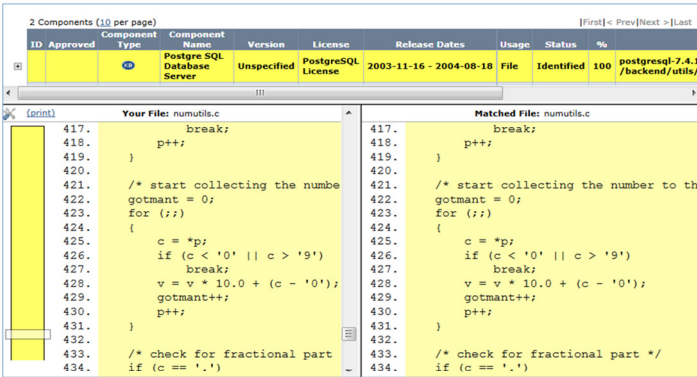 2 Components (10 per page)
|First|< Prev|Next >|Last
ID Approved Component Type Component Name Version License Release Dates Usage Status %
Postgre SQL Database Server Unspecified PostgreSQL License 2003-11-16 - 2004-08-18 File Identified 100 postgresql-7.4.1 /backend/utils/
(print) Your File: numutils.c
417. break;
418. p++;
419. }
420.
421. /* start collecting the numbe
422. gotmant = 0;
423. for (;;)
424. {
425. c = *p;
426. if (c < '0' || c > '9')
427. break;
428. v = v * 10.0 + (c - '0');
429. gotmant++;
430. p++;
431. }
432.
433. /* check for fractional part
434. if (c == '.')
Matched File: numutils.c
417. break;
418. p++;
419. }
420.
421. /* start collecting the number to th
422. gotmant = 0;
423. for (;;)
424. {
425. c = *p;
426. if (c < '0' || c > '9')
427. break;
428. v = v * 10.0 + (c - '0');
429. gotmant++;
430. p++;
431. }
432.
433. /* check for fractional part */
434. if (c == '.')